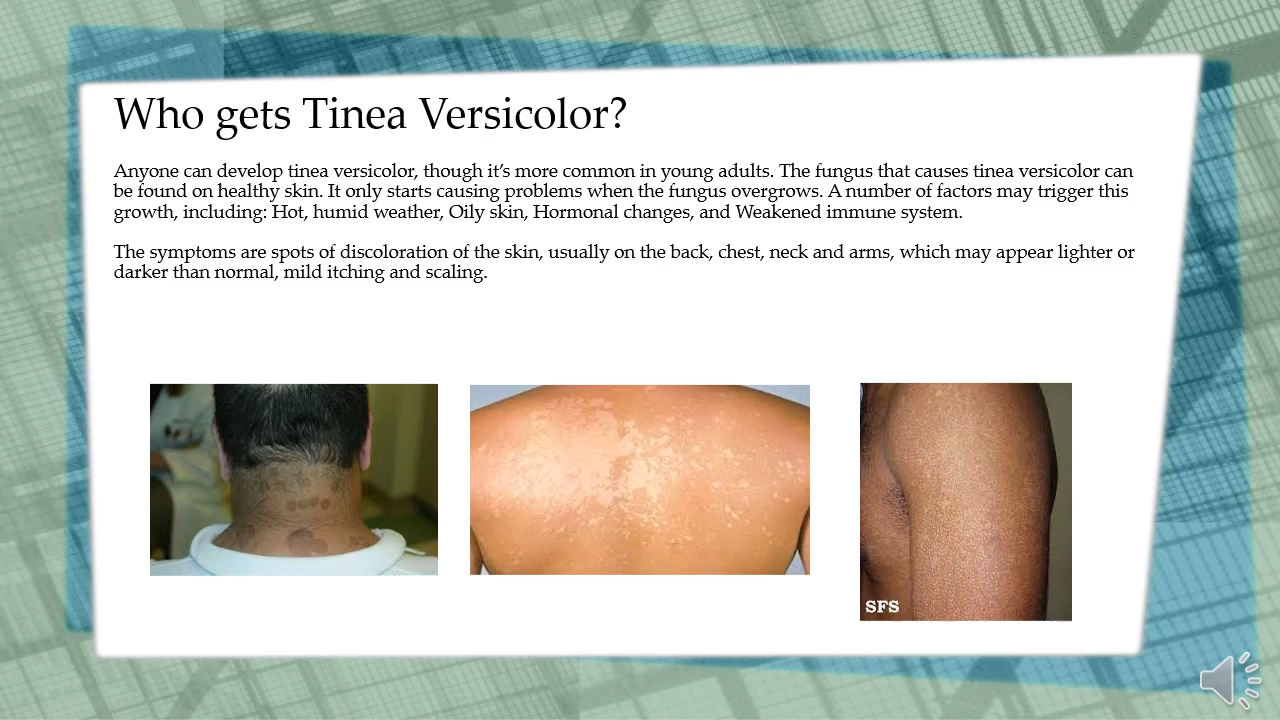 Who gets Tinea Versicolor?
Anyone can develop tinea versicolor, though it’s more common in young adults. The fungus that causes tinea versicolor can
be found on healthy skin. It only starts causing problems when the fungus overgrows. A number of factors may trigger this
growth, including: Hot, humid weather, Oily skin, Hormonal changes, and Weakened immune system.
The symptoms are spots of discoloration of the skin, usually on the back, chest, neck and arms, which may appear lighter or
darker than normal, mild itching and scaling.
SFS